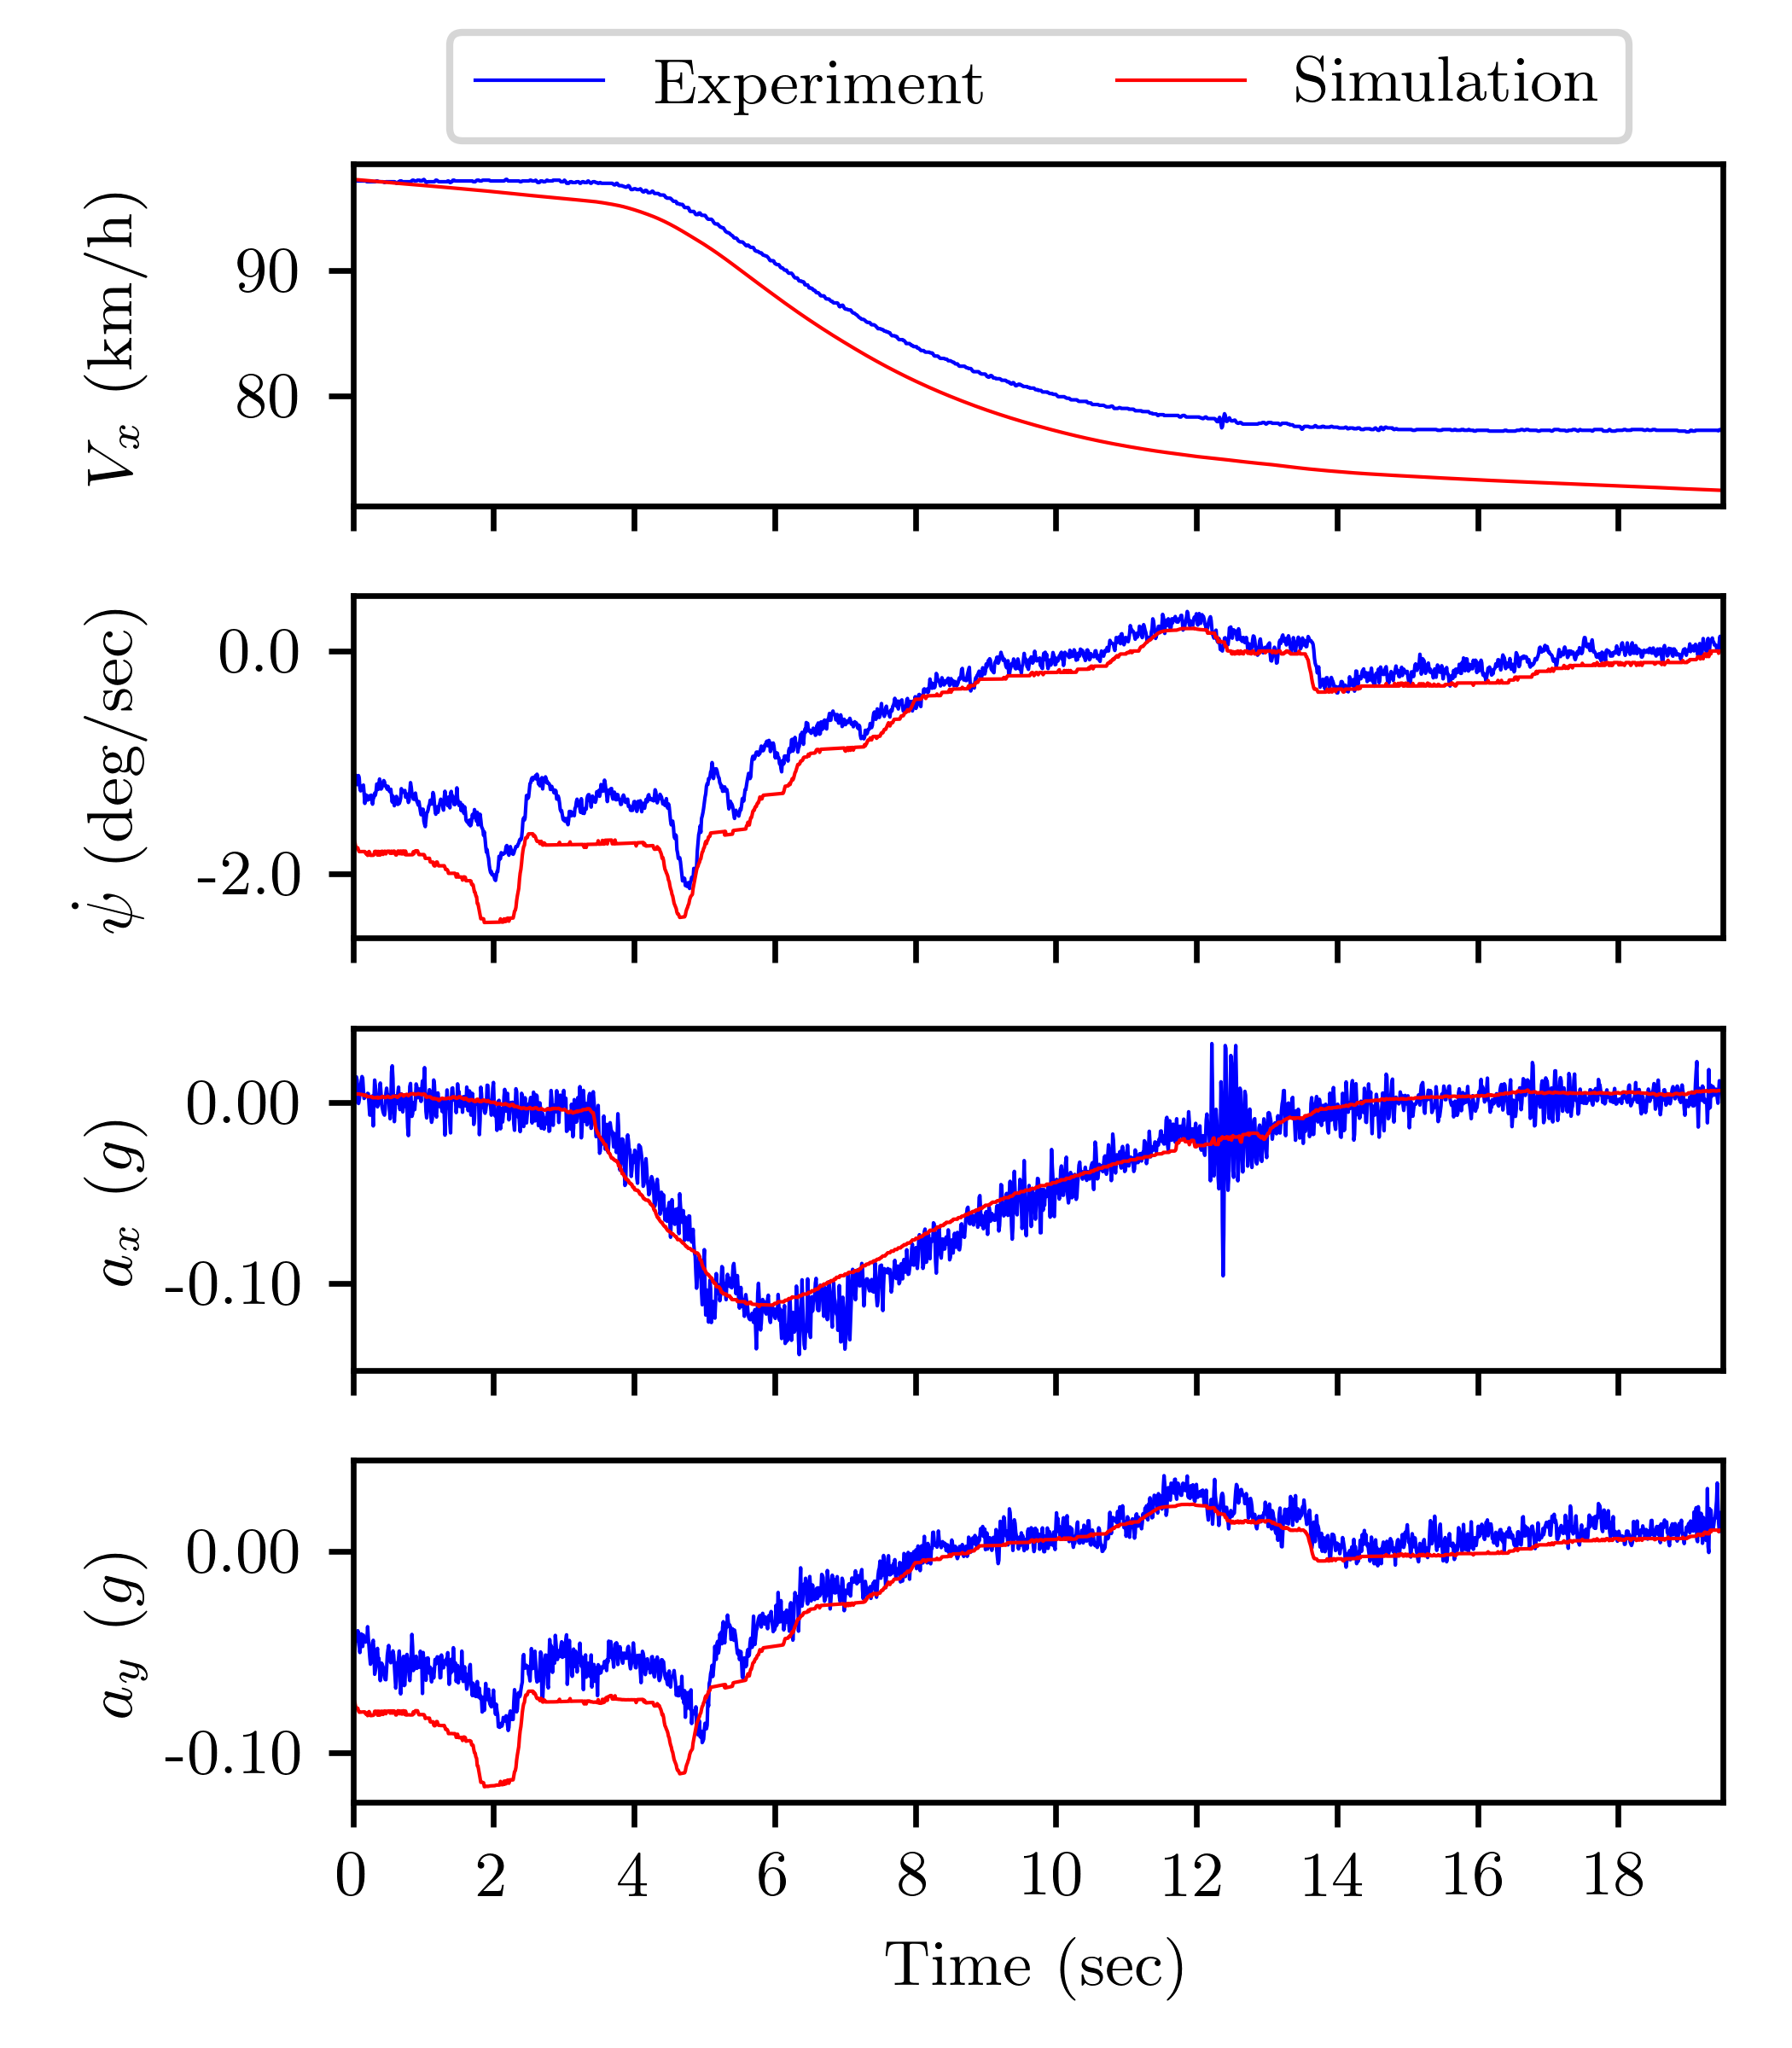 Experiment Simulation
V_x (km/h)
90
80
ψ̇ (deg/sec)
0.0
-2.0
a_x (g)
0.00
-0.10
a_y (g)
0.00
-0.10
0 2 4 6 8 10 12 14 16 18
Time (sec)